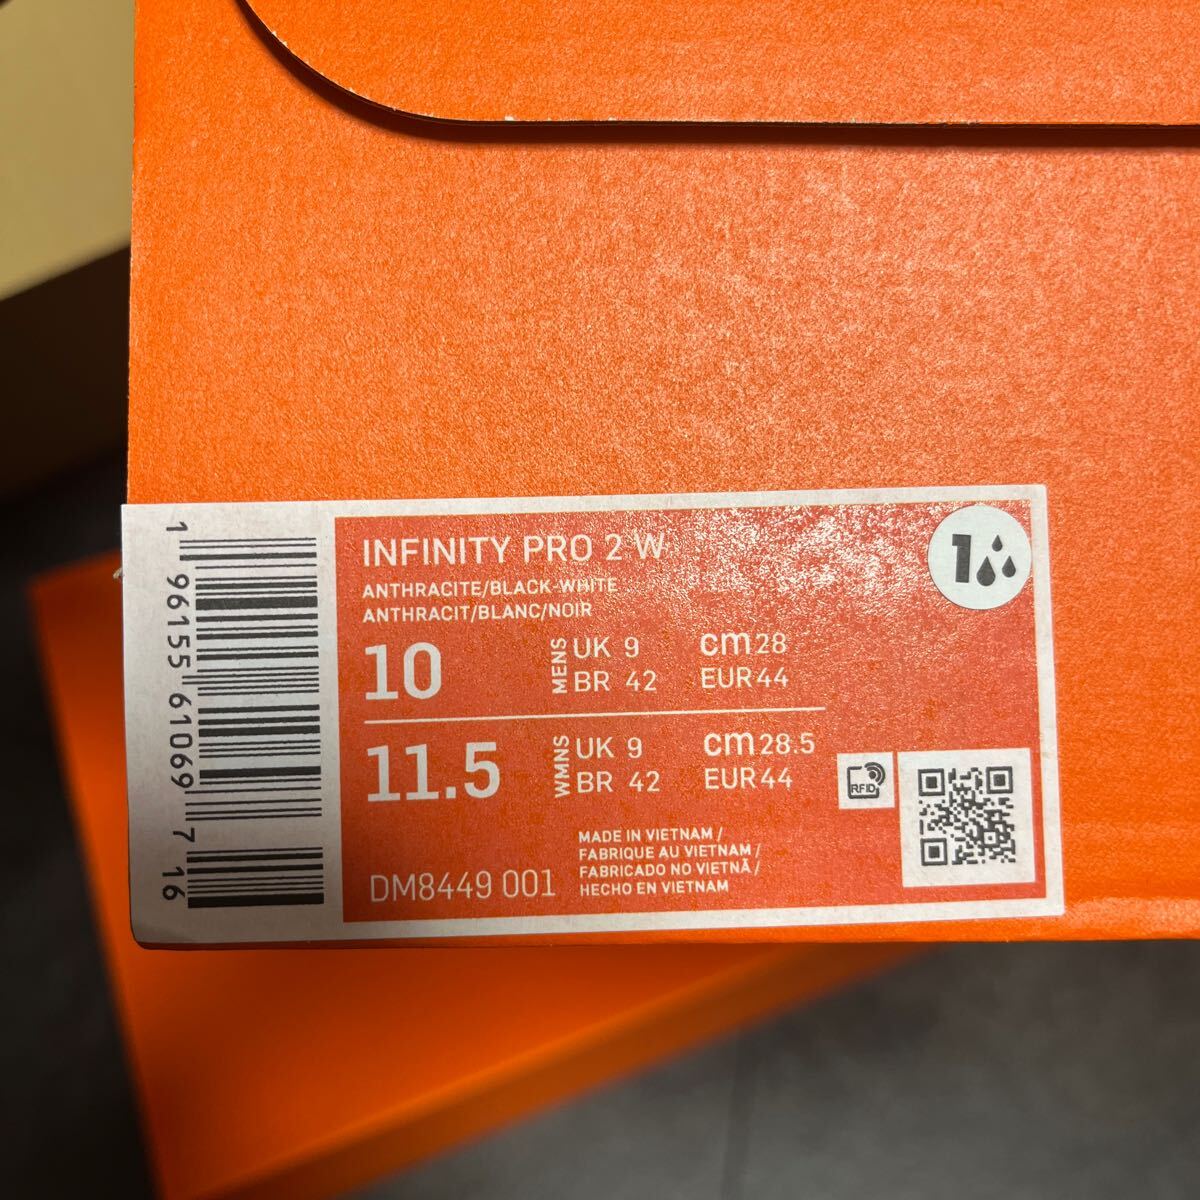 INFINITY PRO 2 W
ANTHRACITE/BLACK-WHITE
ANTHRACIT/BLANC/NOIR
10 MENS UK 9 cm 28
BR 42 EUR 44
11.5 WMNS UK 9 cm 28.5
BR 42 EUR 44
DM8449 001
MADE IN VIETNAM /
FABRIQUE AU VIETNAM /
FABRICADO NO VIETNÃ /
HECHO EN VIETNAM
RFID
1
1 96155 61069 7 16